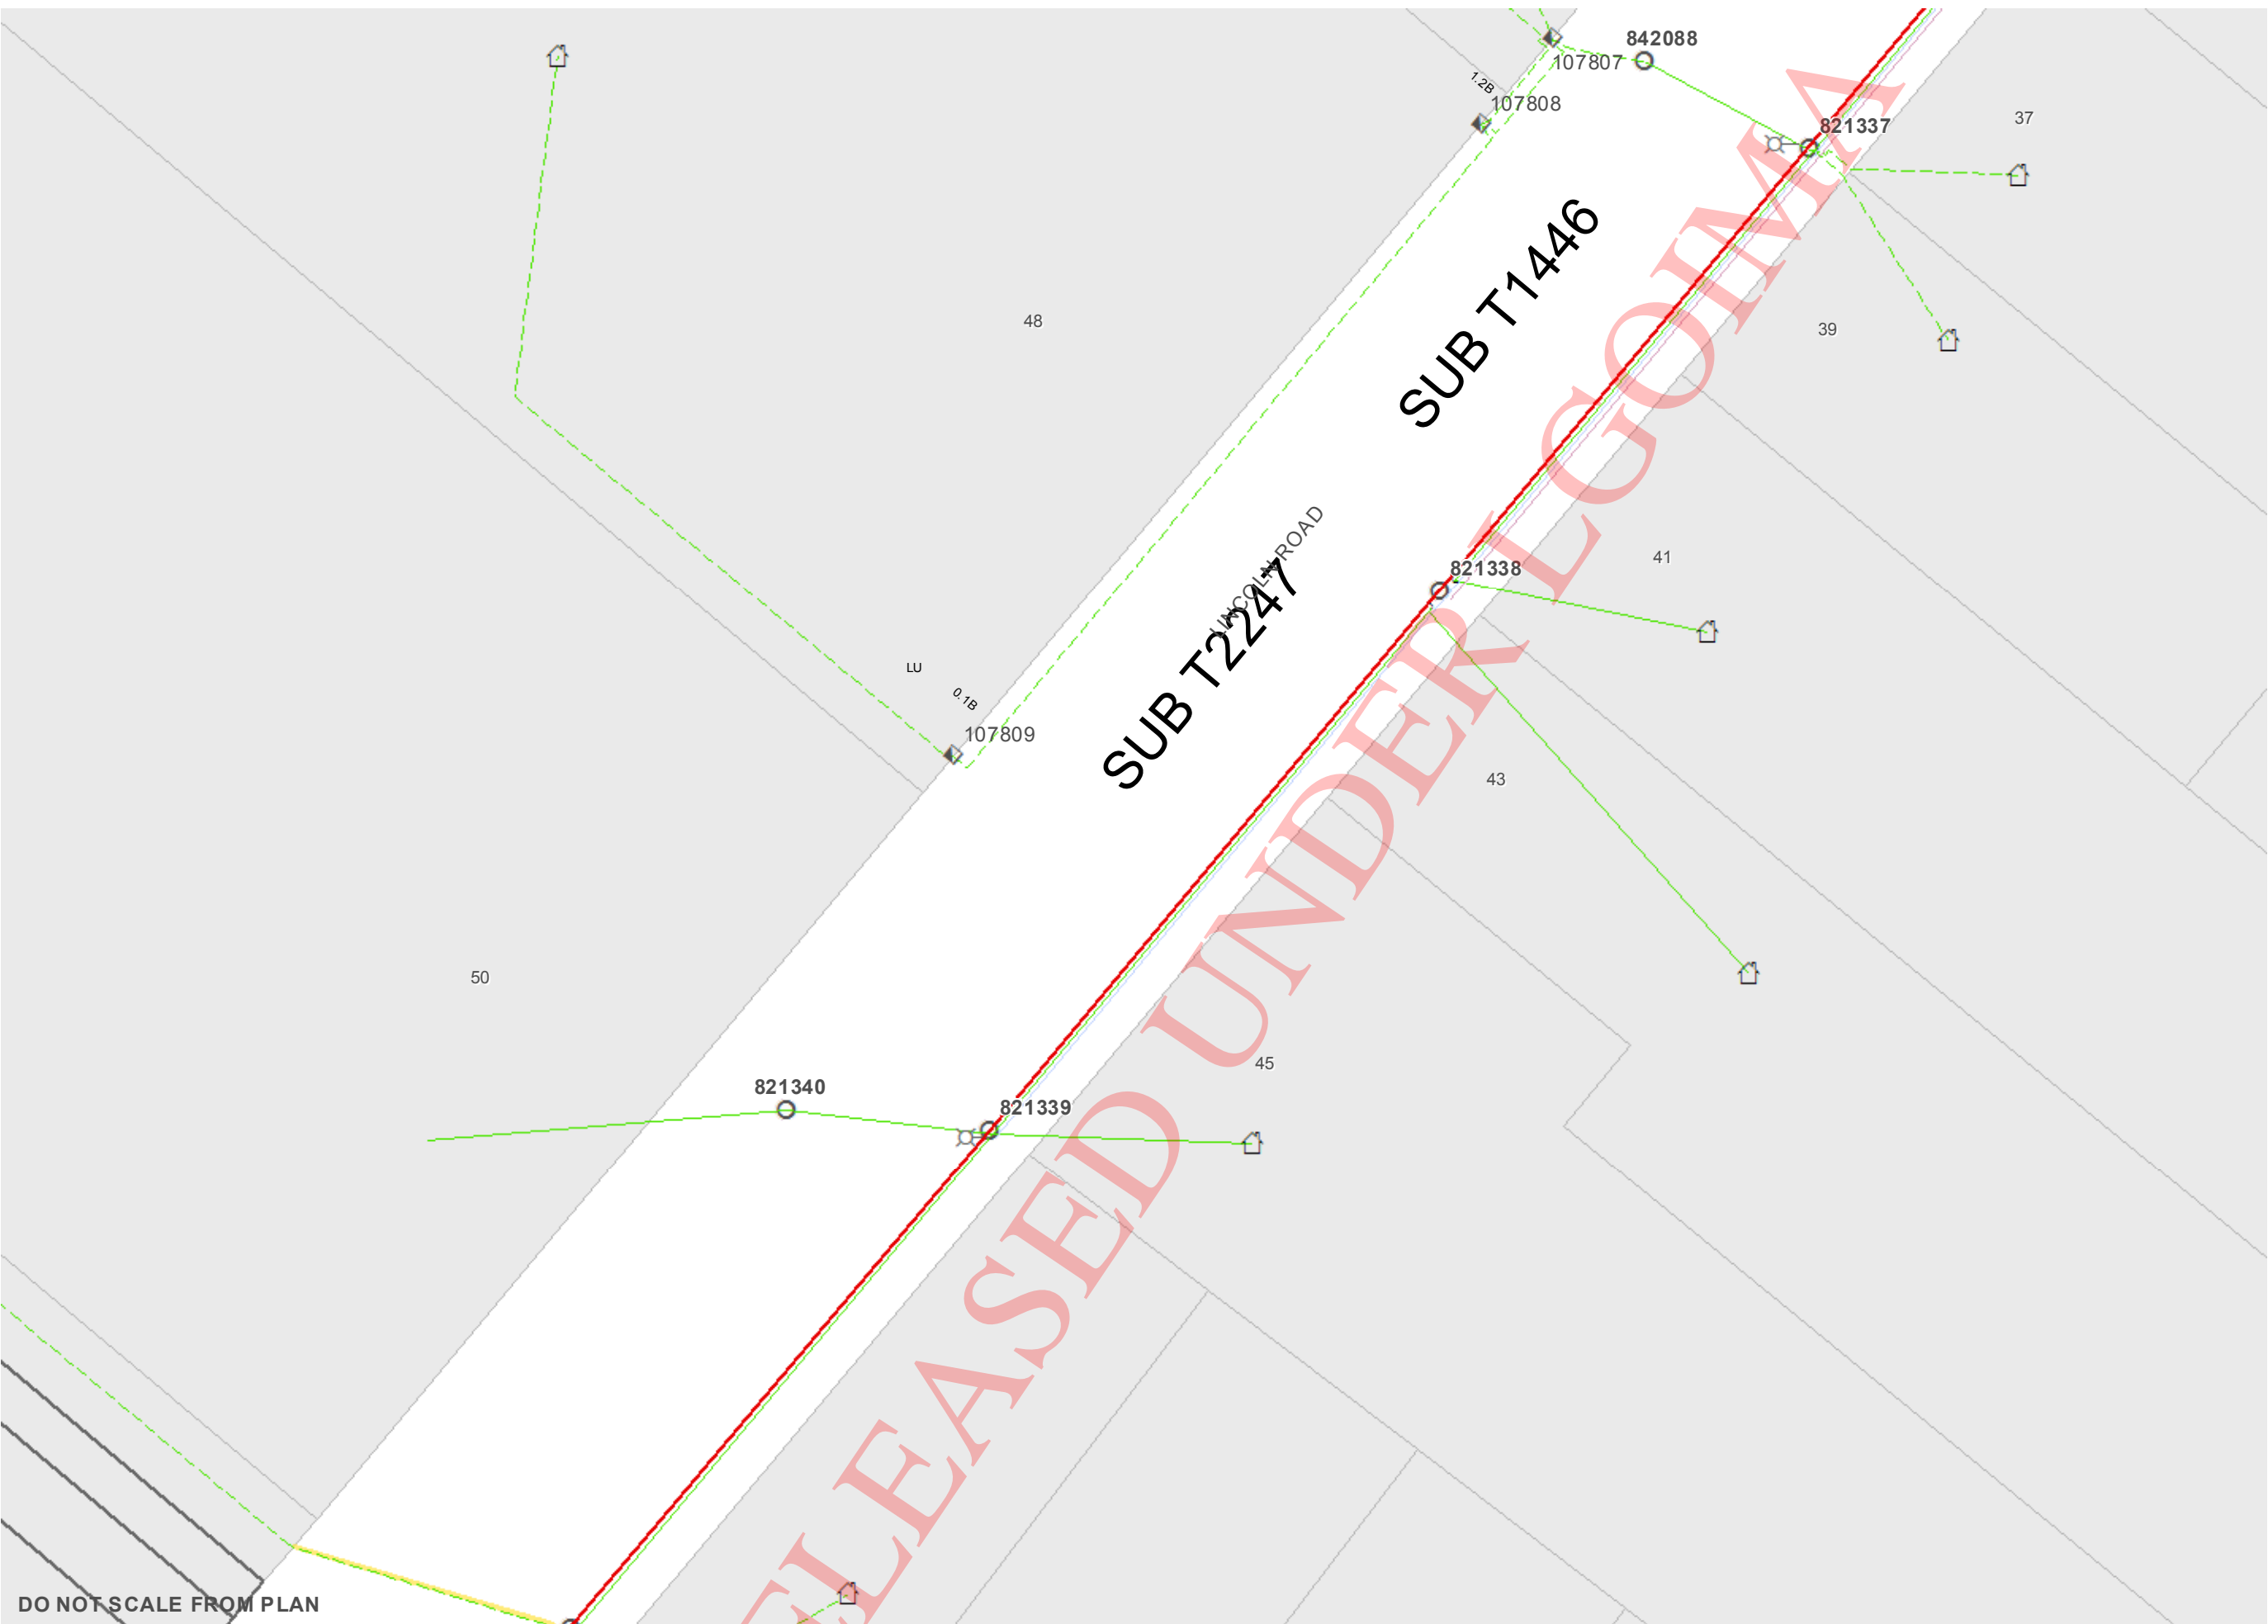 842088
107807
1.2B
107808
821337
37
SUB T1446
48
39
LINCOLN ROAD
41
821338
SUB T2247
LU
0.1B
107809
43
50
45
821340
821339
ELEASED UNDER LGOIMA
DO NOT SCALE FROM PLAN